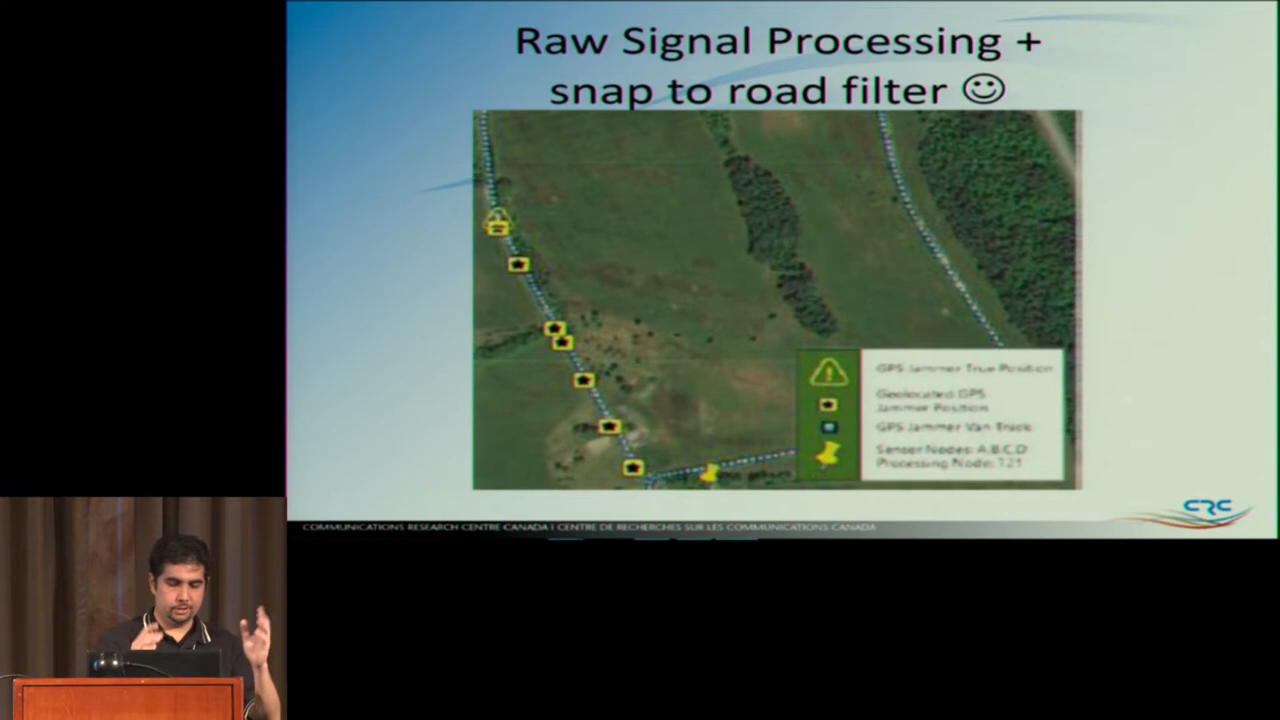 Raw Signal Processing +
snap to road filter ☺
GPS Jammer True Position
Geolocated GPS
Jammer Position
GPS Jammer Van Track
Sensor Nodes: A,B,C,D
Processing Node: T21
CRC
COMMUNICATIONS RESEARCH CENTRE CANADA | CENTRE DE RECHERCHES SUR LES COMMUNICATIONS CANADA